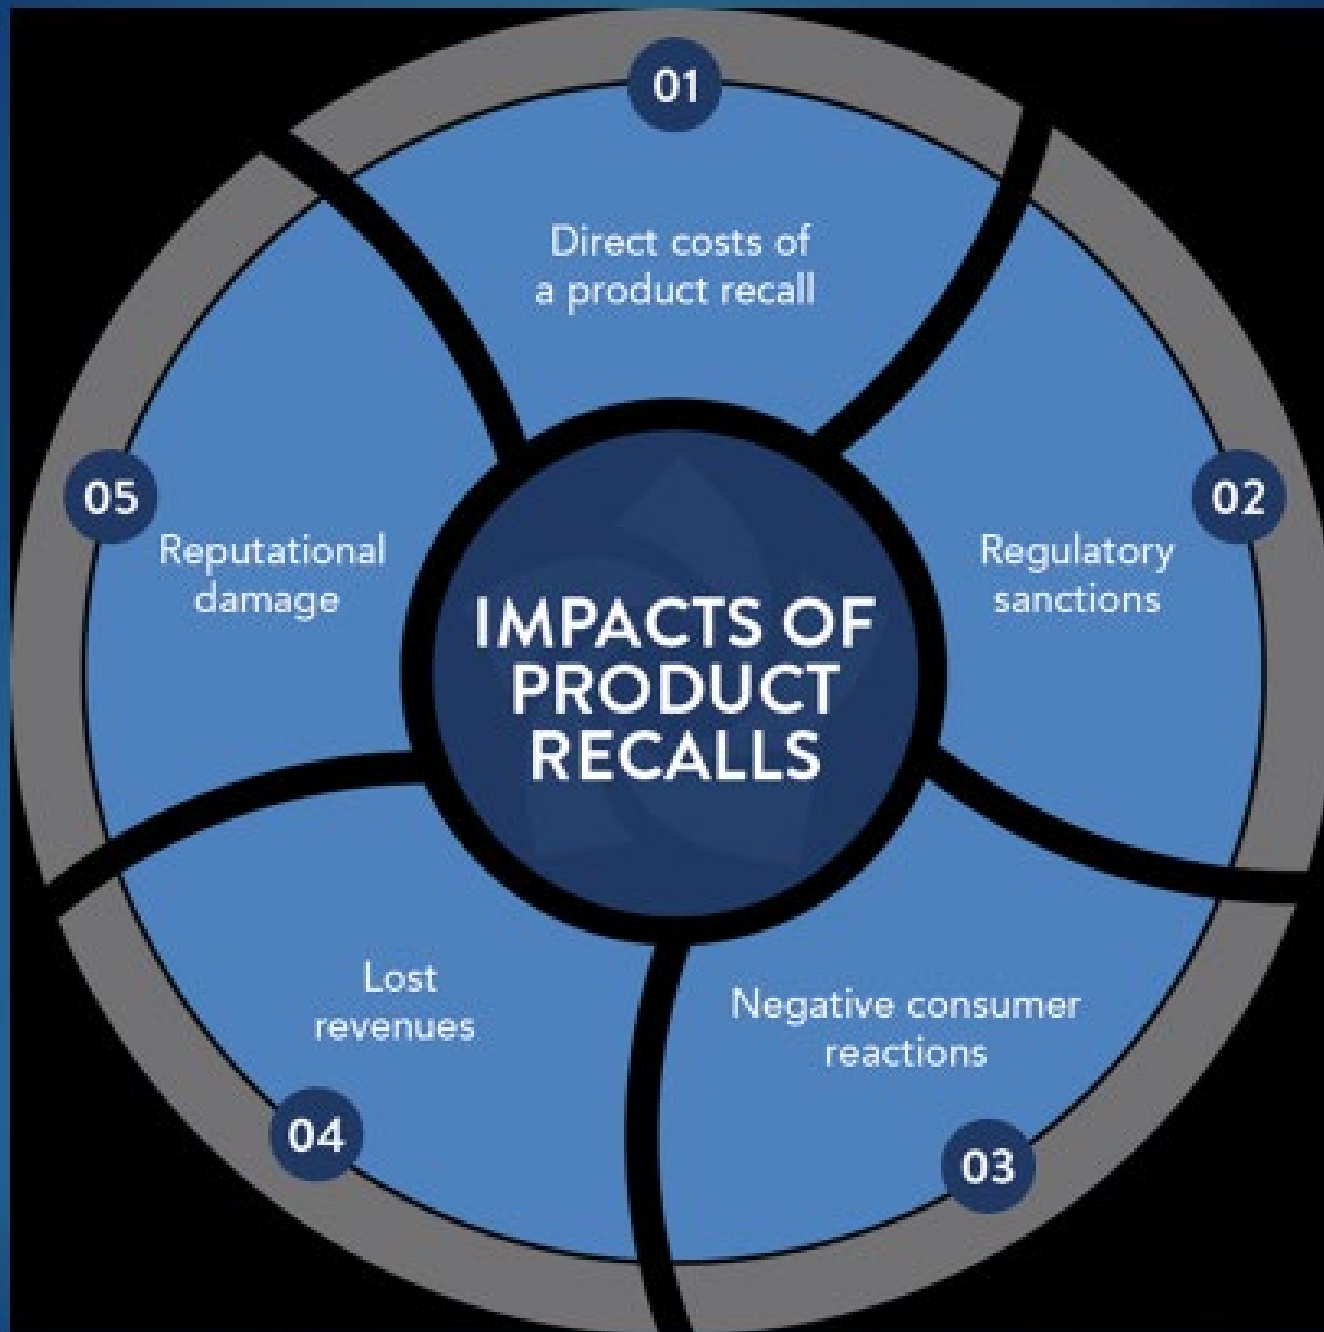 IMPACTS OF
PRODUCT
RECALLS
01
Direct costs of
a product recall
02
Regulatory
sanctions
03
Negative consumer
reactions
04
Lost
revenues
05
Reputational
damage